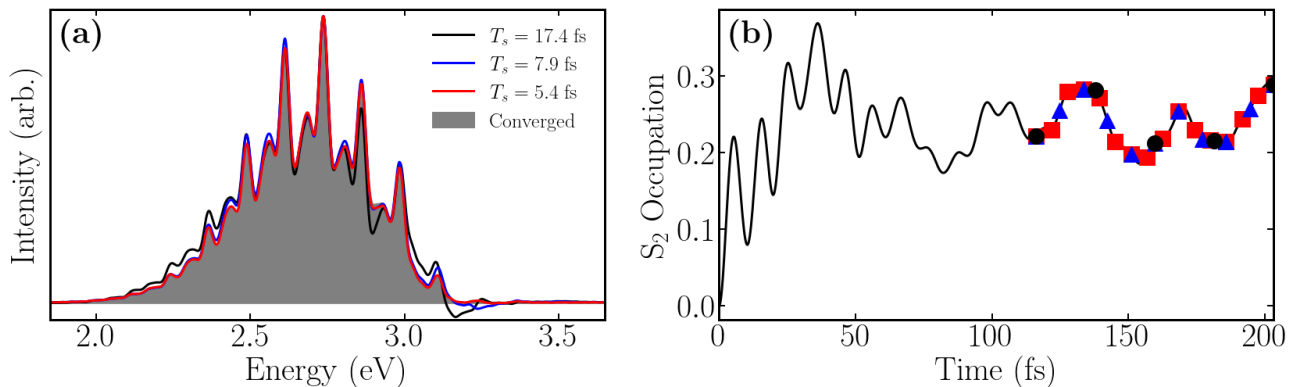 (a)
T_s = 17.4 fs
T_s = 7.9 fs
T_s = 5.4 fs
Converged
Intensity (arb.)
2.0 2.5 3.0 3.5
Energy (eV)
(b)
S_2 Occupation
0.3
0.2
0.1
0.0
0 50 100 150 200
Time (fs)